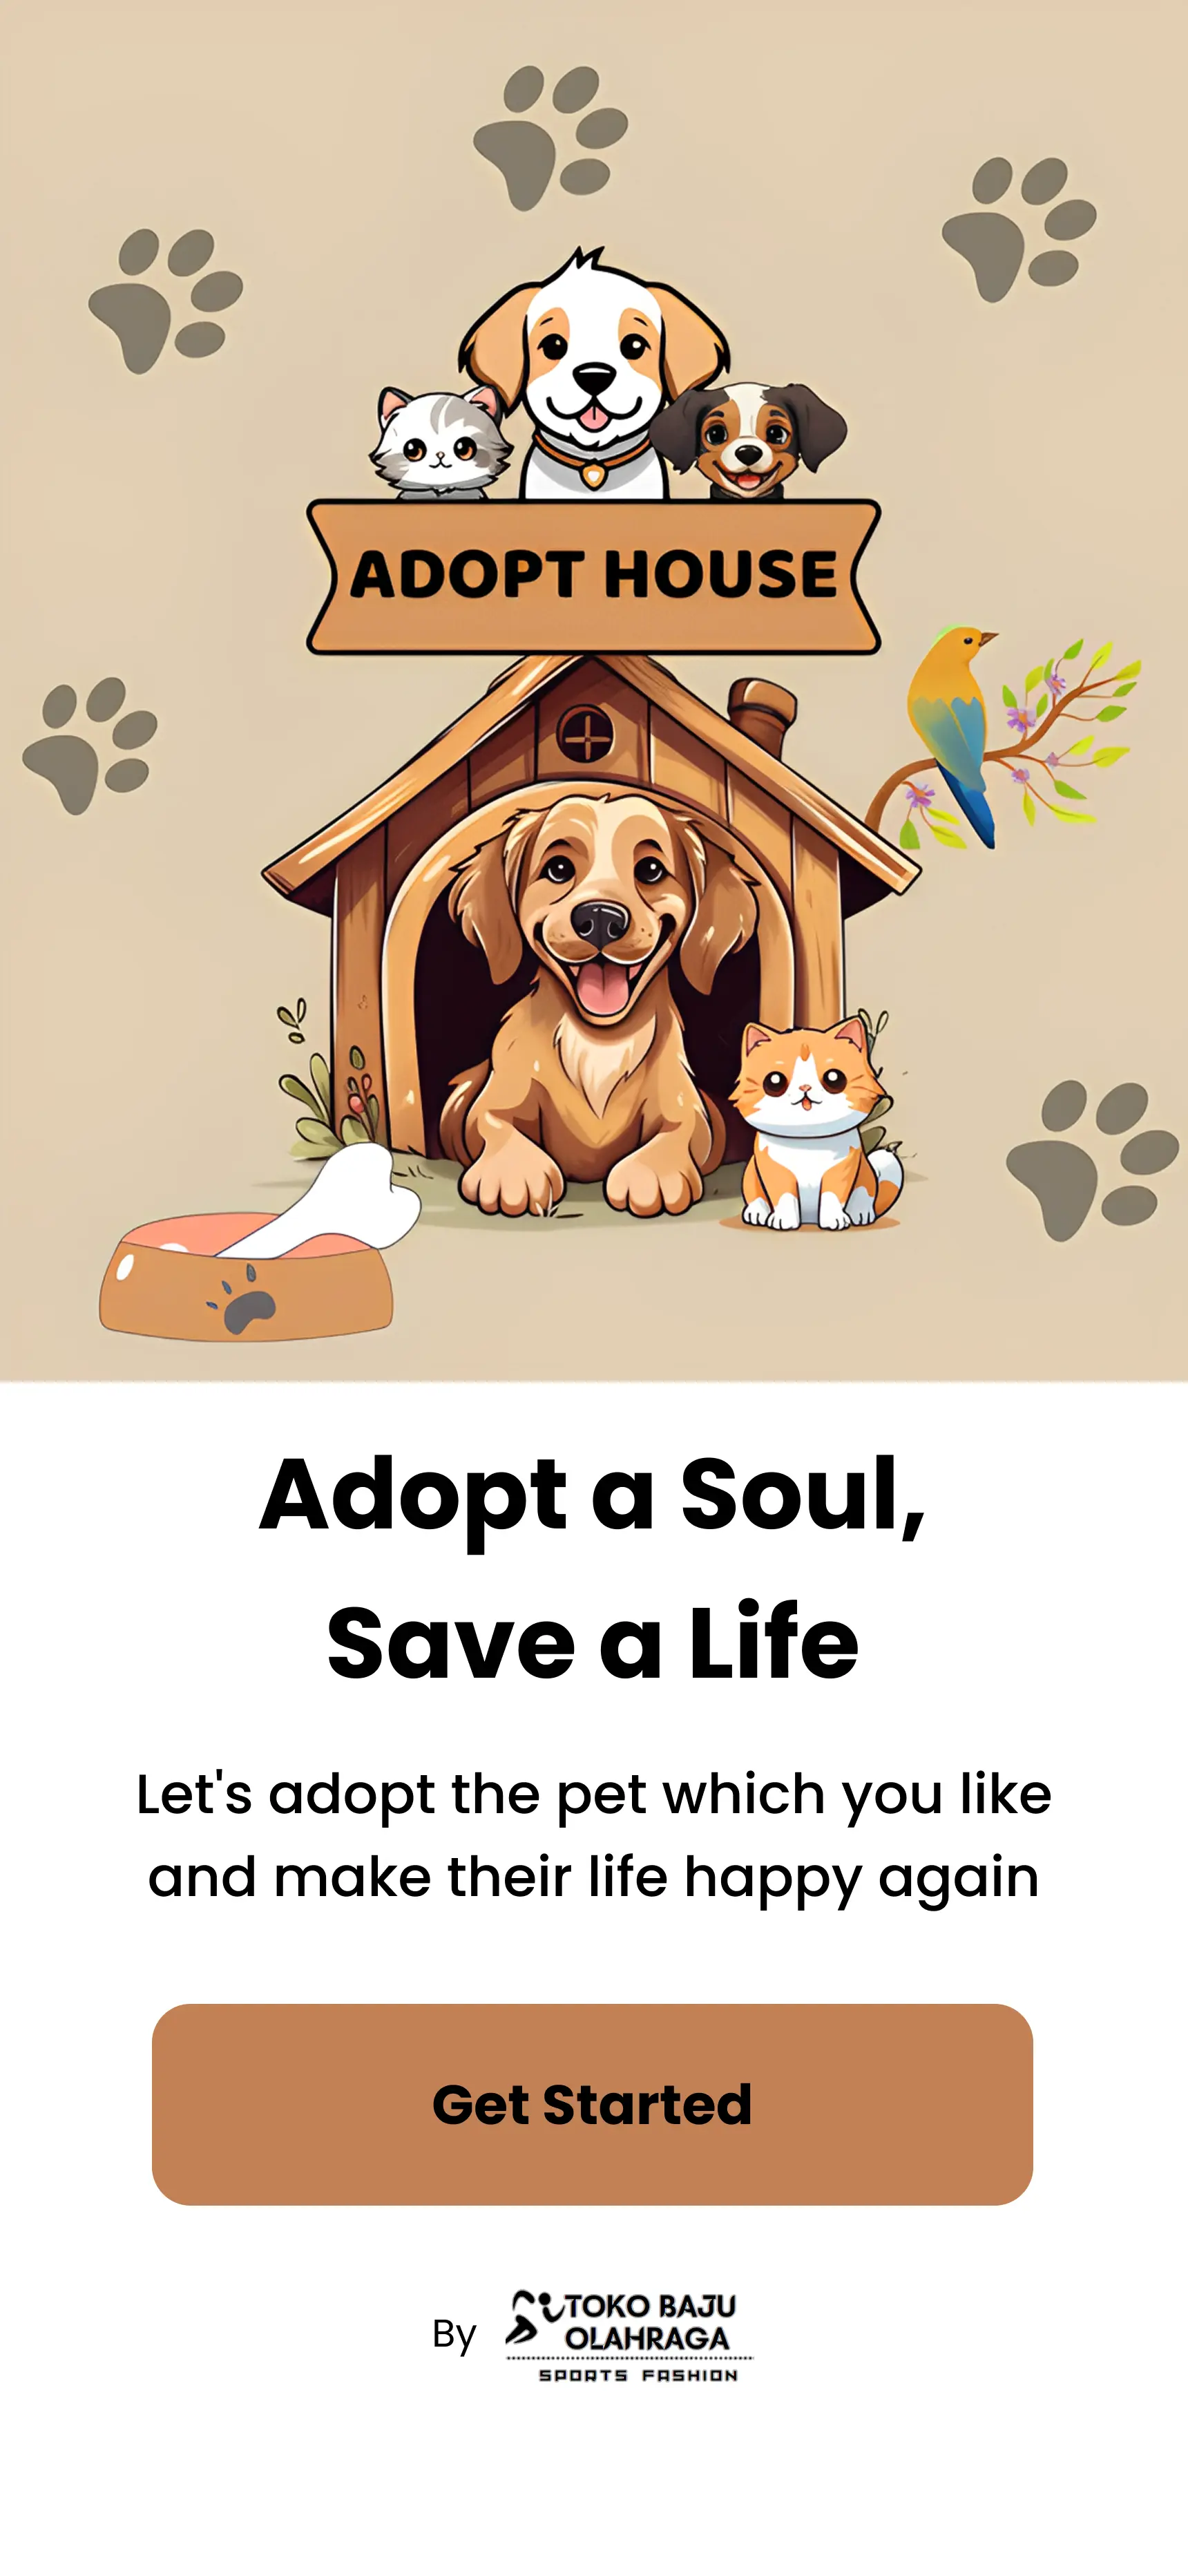 ADOPT HOUSE
Adopt a Soul,
Save a Life
Let's adopt the pet which you like
and make their life happy again
Get Started
By
TOKO BAJU
OLAHRAGA
SPORTS FASHION